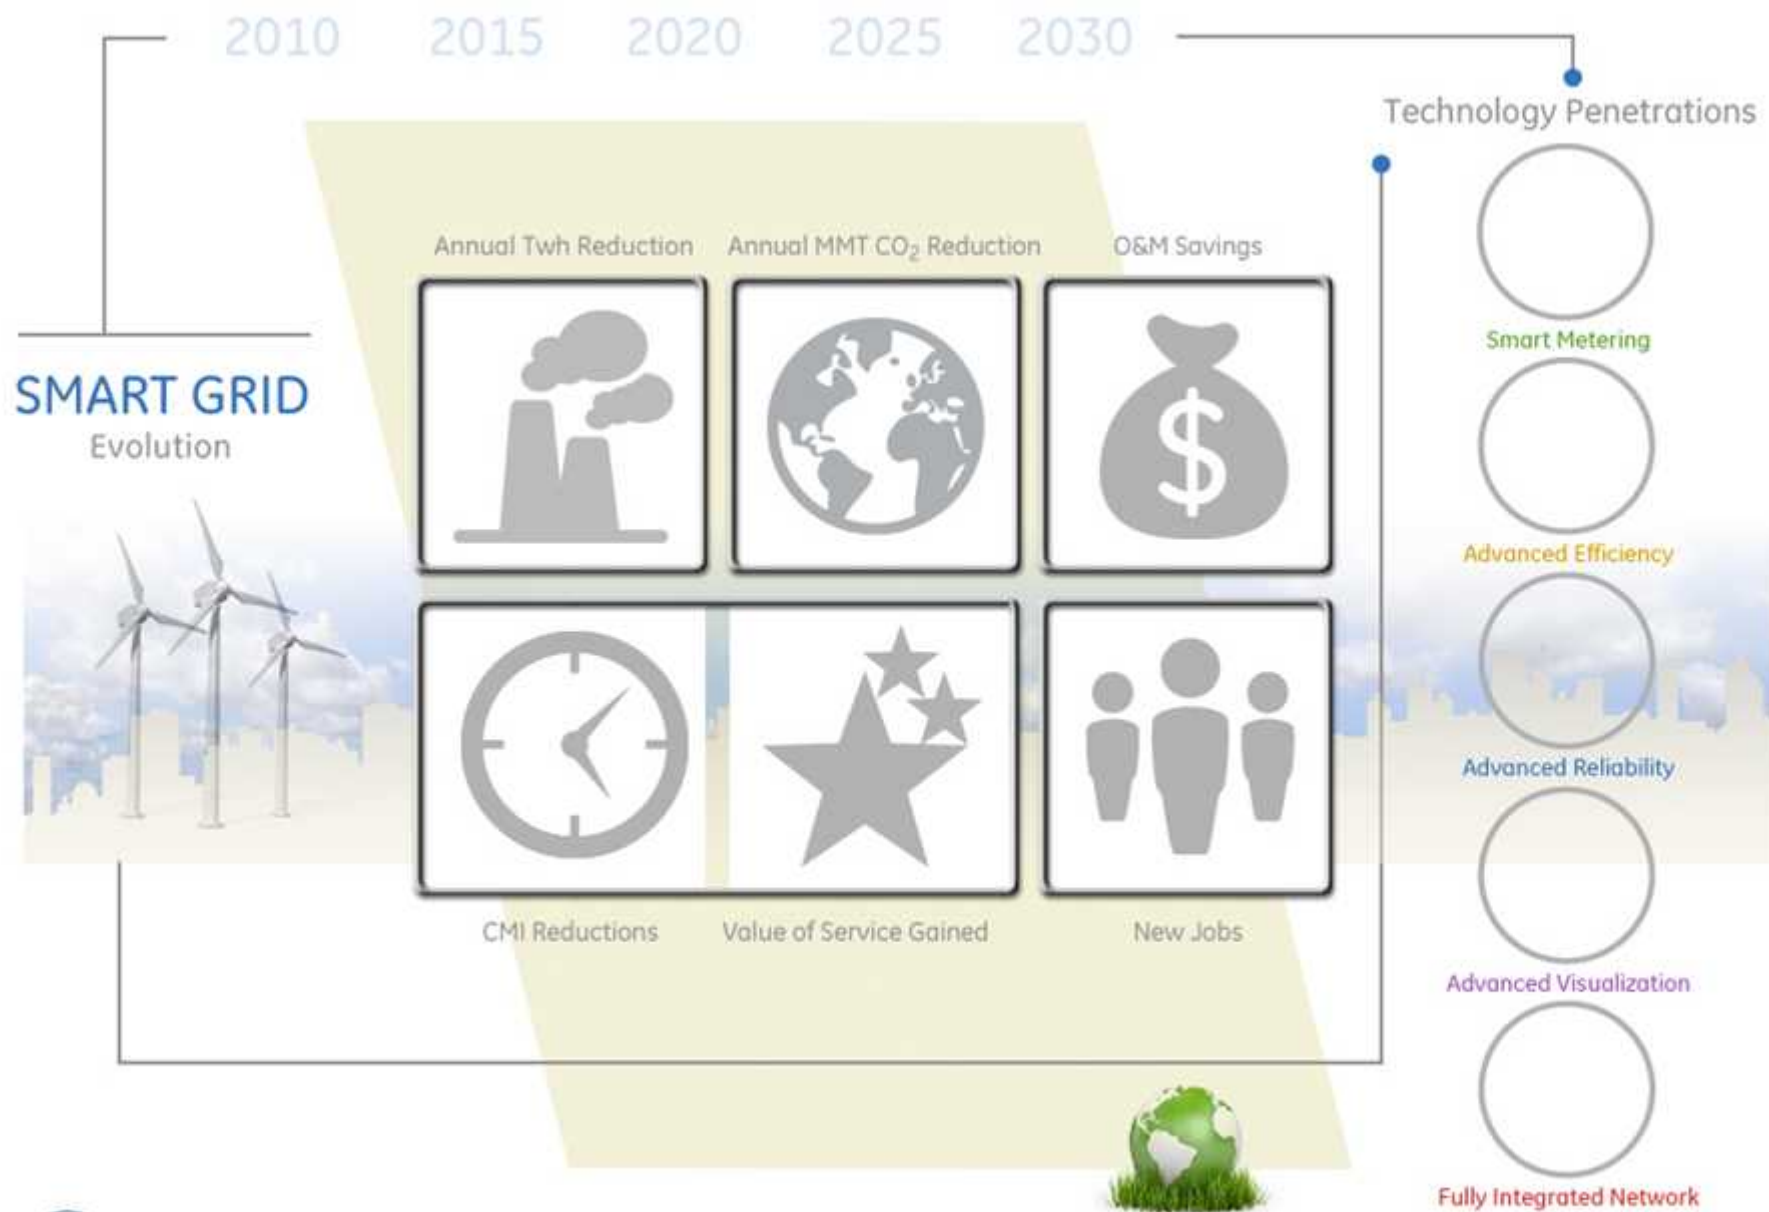 2010 2015 2020 2025 2030
Technology Penetrations
Annual Twh Reduction
Annual MMT CO₂ Reduction
O&M Savings
$
Smart Metering
SMART GRID
Evolution
Advanced Efficiency
Advanced Reliability
CMI Reductions
Value of Service Gained
New Jobs
Advanced Visualization
Fully Integrated Network